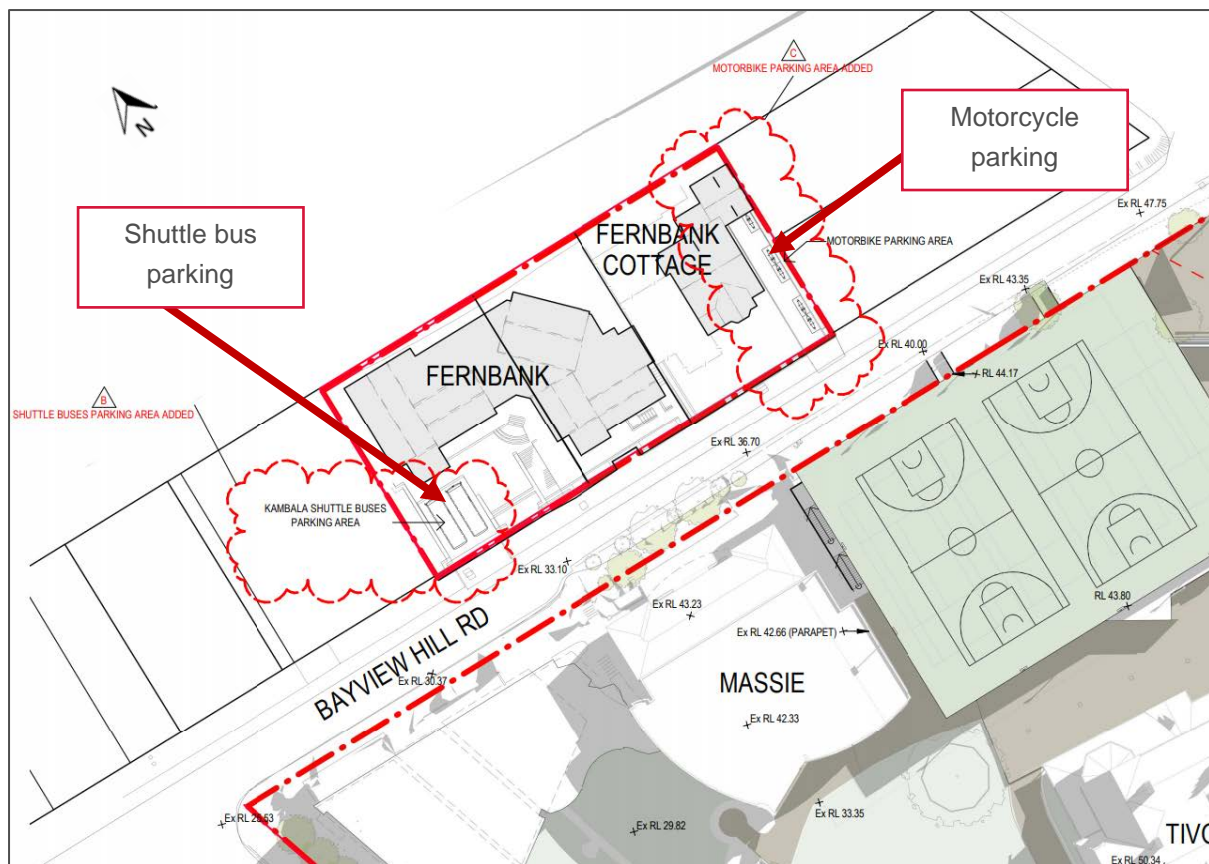 C
MOTORBIKE PARKING AREA ADDED
N
Motorcycle
parking
Shuttle bus
parking
Ex RL 47.75
FERNBANK
COTTAGE
MOTORBIKE PARKING AREA
Ex RL 43.35
Ex RL 40.00
RL 44.17
FERNBANK
B
SHUTTLE BUSES PARKING AREA ADDED
Ex RL 36.70
KAMBALA SHUTTLE BUSES
PARKING AREA
Ex RL 33.10
Ex RL 43.23
RL 43.80
Ex RL 42.66 (PARAPET)
BAYVIEW HILL RD
Ex RL 30.37
MASSIE
Ex RL 42.33
Ex RL 33.35
Ex RL 29.82
TIVO
Ex RL 50.34